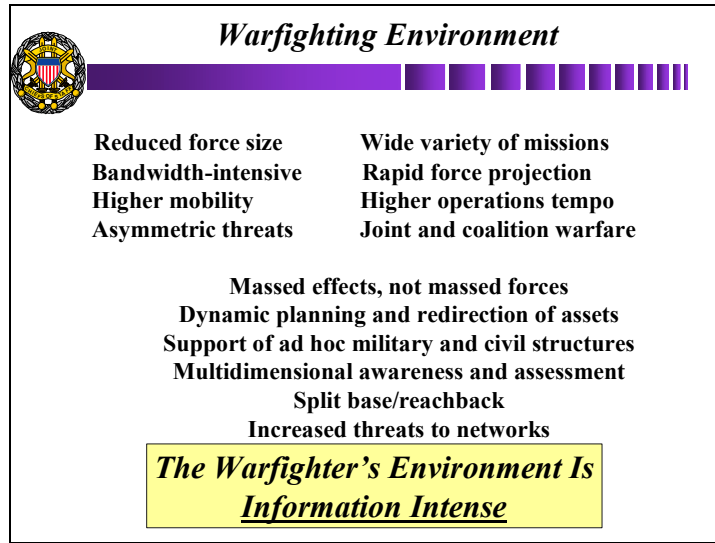 Warfighting Environment
Reduced force size
Bandwidth-intensive
Higher mobility
Asymmetric threats
Wide variety of missions
Rapid force projection
Higher operations tempo
Joint and coalition warfare
Massed effects, not massed forces
Dynamic planning and redirection of assets
Support of ad hoc military and civil structures
Multidimensional awareness and assessment
Split base/reachback
Increased threats to networks
The Warfighter's Environment Is
Information Intense